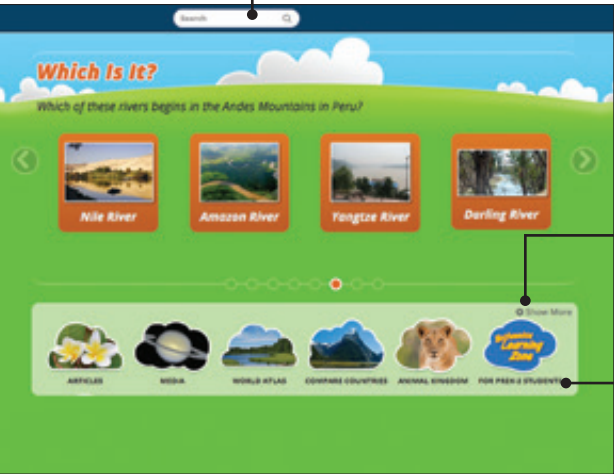 Search
Which Is It?
Which of these rivers begins in the Andes Mountains in Peru?
Nile River
Amazon River
Yangtze River
Darling River
Show More
Britannica
Learning
Zone
ARTICLES
MEDIA
WORLD ATLAS
COMPARE COUNTRIES
ANIMAL KINGDOM
FOR PREK-2 STUDENTS